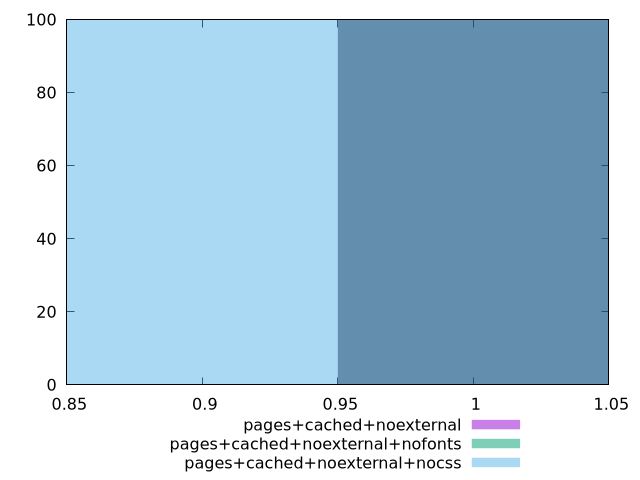 100
80
60
40
20
0
0.85 0.9 0.95 1 1.05
pages+cached+noexternal
pages+cached+noexternal+nofonts
pages+cached+noexternal+nocss